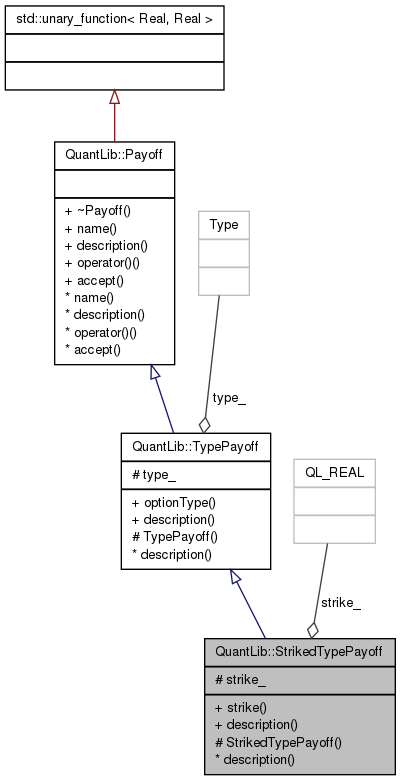 std::unary_function< Real, Real >
QuantLib::Payoff
+ ~Payoff()
+ name()
+ description()
+ operator()()
+ accept()
* name()
* description()
* operator()()
* accept()
Type
type_
QuantLib::TypePayoff
# type_
+ optionType()
+ description()
# TypePayoff()
* description()
QL_REAL
strike_
QuantLib::StrikedTypePayoff
# strike_
+ strike()
+ description()
# StrikedTypePayoff()
* description()